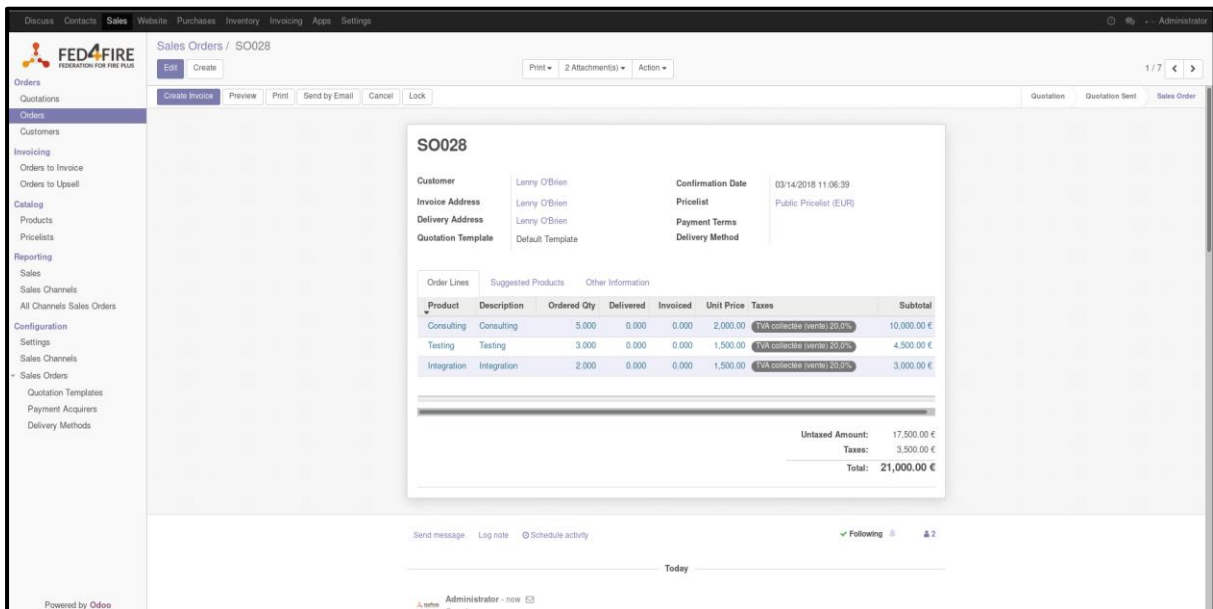 Discuss Contacts Sales Website Purchases Inventory Invoicing Apps Settings Administrator
FED4FIRE
FEDERATION FOR FIRE PLUS
Sales Orders / SO028
Edit Create Print 2 Attachment(s) Action 1 / 7
Create Invoice Preview Print Send by Email Cancel Lock Quotation Quotation Sent Sales Order
Orders
Quotations
Orders
Customers
Invoicing
Orders to Invoice
Orders to Upsell
Catalog
Products
Pricelists
Reporting
Sales
Sales Channels
All Channels Sales Orders
Configuration
Settings
Sales Channels
Sales Orders
Quotation Templates
Payment Acquirers
Delivery Methods
Powered by Odoo
SO028
Customer Lenny O'Brien Confirmation Date 03/14/2018 11:06:39
Invoice Address Lenny O'Brien Pricelist Public Pricelist (EUR)
Delivery Address Lenny O'Brien Payment Terms
Quotation Template Default Template Delivery Method
Order Lines Suggested Products Other Information
Product Description Ordered Qty Delivered Invoiced Unit Price Taxes Subtotal
Consulting Consulting 5.000 0.000 0.000 2,000.00 TVA collectée (vente) 20,0% 10,000.00 €
Testing Testing 3.000 0.000 0.000 1,500.00 TVA collectée (vente) 20,0% 4,500.00 €
Integration Integration 2.000 0.000 0.000 1,500.00 TVA collectée (vente) 20,0% 3,000.00 €
Untaxed Amount: 17,500.00 €
Taxes: 3,500.00 €
Total: 21,000.00 €
Send message Log note Schedule activity Following 2
Today
Administrator - now